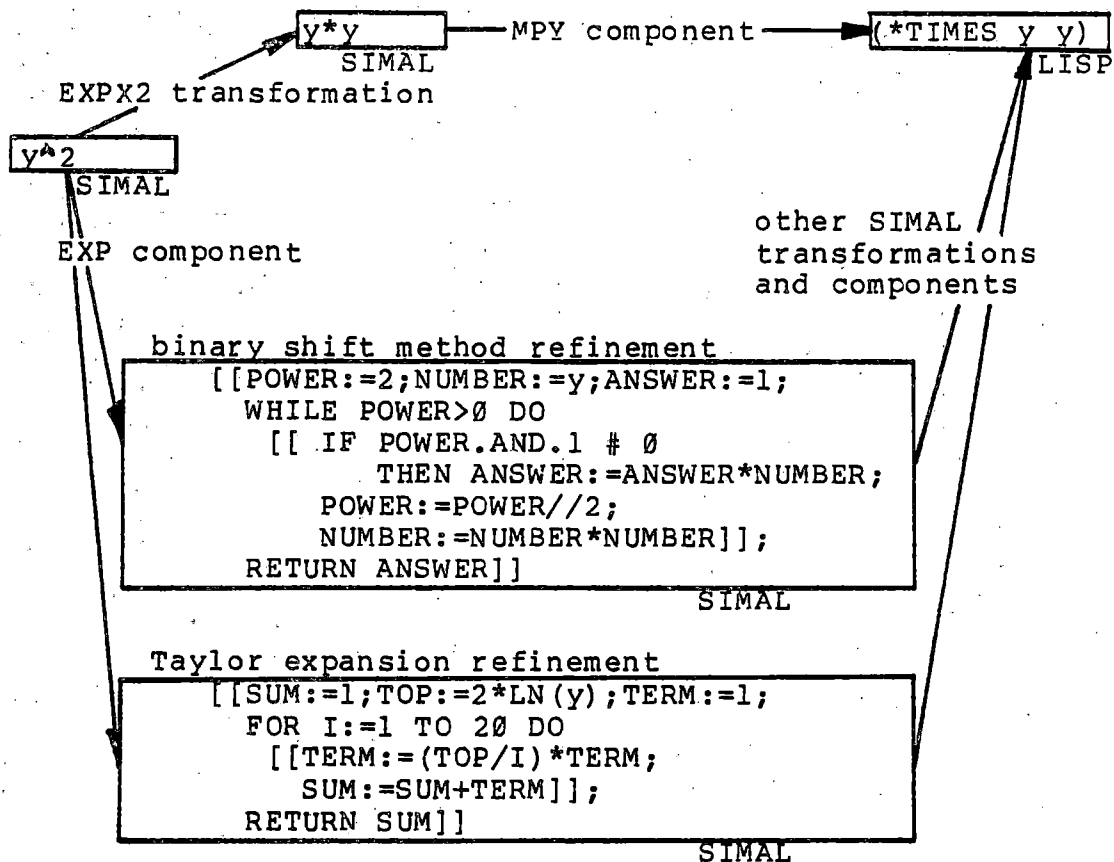 y*y
MPY component
(*TIMES y y)
SIMAL
LISP
EXPX2 transformation
y^2
SIMAL
EXP component
other SIMAL
transformations
and components
binary shift method refinement
[[POWER:=2;NUMBER:=y;ANSWER:=1;
WHILE POWER>0 DO
[[ IF POWER.AND.1 # 0
THEN ANSWER:=ANSWER*NUMBER;
POWER:=POWER//2;
NUMBER:=NUMBER*NUMBER]];
RETURN ANSWER]]
SIMAL
Taylor expansion refinement
[[SUM:=1;TOP:=2*LN(y);TERM:=1;
FOR I:=1 TO 20 DO
[[TERM:=(TOP/I)*TERM;
SUM:=SUM+TERM]];
RETURN SUM]]
SIMAL